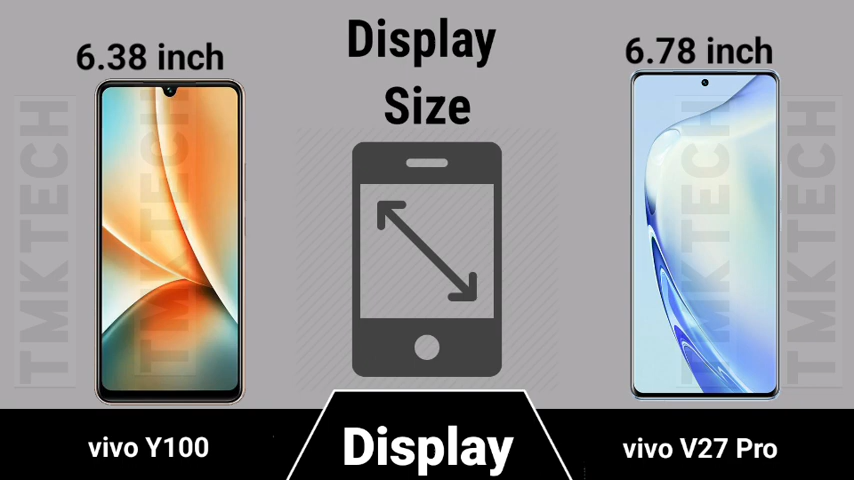 Display
Size
6.38 inch
6.78 inch
TMKTECH
TMKTECH
TMKTECH
TMKTECH
vivo Y100
Display
vivo V27 Pro